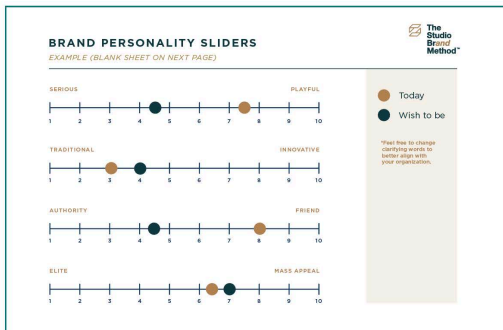 The
Studio
Brand
Method™
BRAND PERSONALITY SLIDERS
EXAMPLE (BLANK SHEET ON NEXT PAGE)
SERIOUS PLAYFUL
1 2 3 4 5 6 7 8 9 10
TRADITIONAL INNOVATIVE
1 2 3 4 5 6 7 8 9 10
AUTHORITY FRIEND
1 2 3 4 5 6 7 8 9 10
ELITE MASS APPEAL
1 2 3 4 5 6 7 8 9 10
Today
Wish to be
*Feel free to change
clarifying words to
better align with
your organization.